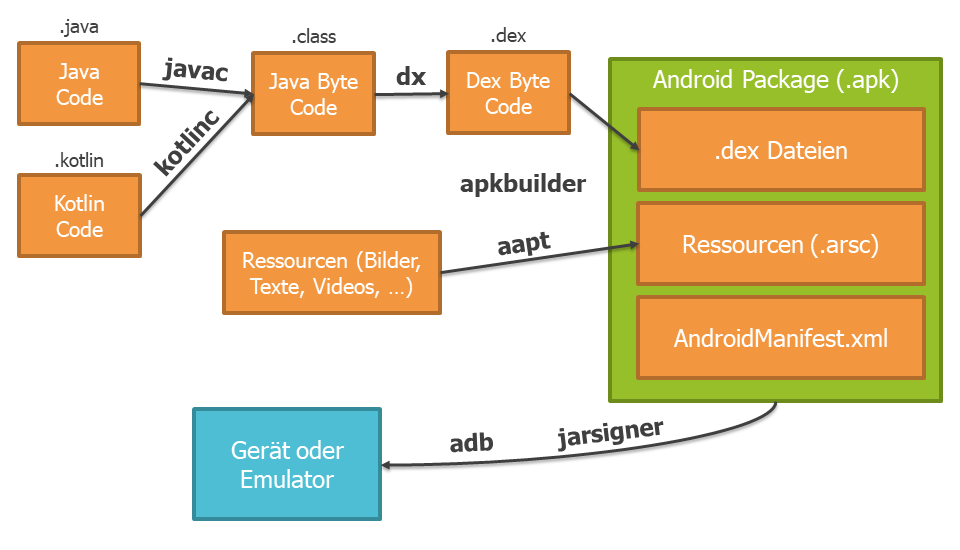 .java
Java
Code
javac
.class
Java Byte
Code
dx
.dex
Dex Byte
Code
Android Package (.apk)
.dex Dateien
.kotlin
Kotlin
Code
kotlinc
apkbuilder
Ressourcen (Bilder,
Texte, Videos, ...)
aapt
Ressourcen (.arsc)
AndroidManifest.xml
Gerät oder
Emulator
adb
jarsigner